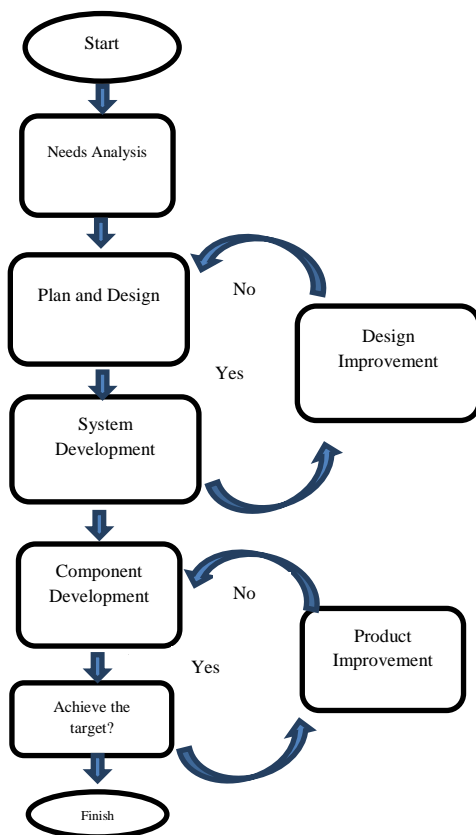 Start
Needs Analysis
Plan and Design
No
Design
Improvement
Yes
System
Development
Component
Development
No
Product
Improvement
Yes
Achieve the
target?
Finish